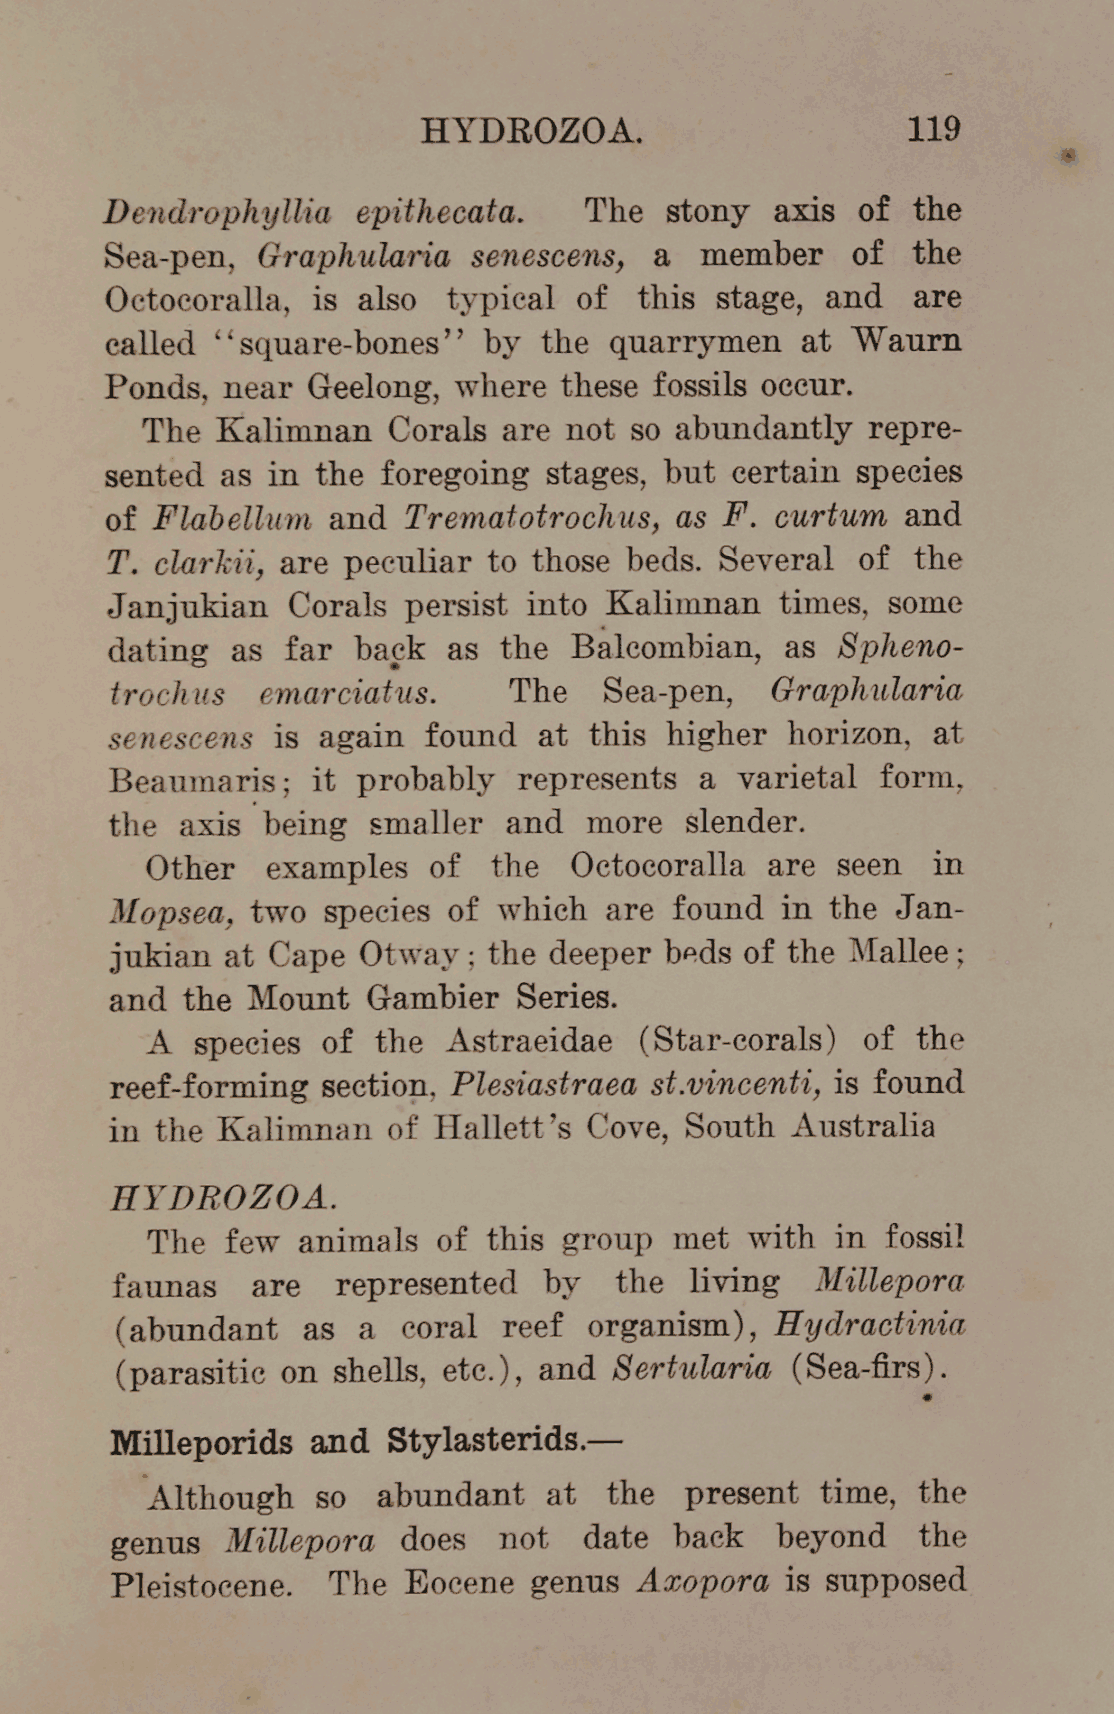 HYDROZOA. 119
Dendrophyllia epithecata. The stony axis of the
Sea-pen, Graphularia senescens, a member of the
Octocoralla, is also typical of this stage, and are
called ‘‘square-bones’’ by the quarrymen at Waurn
Ponds, near Geelong, where these fossils occur.
The Kalimnan Corals are not so abundantly repre-
sented as in the foregoing stages, but certain species
of Flabellum and Trematotrochus, as F. curtum and
T. clarkii, are peculiar to those beds. Several of the
Janjukian Corals persist into Kalimnan times, some
dating as far back as the Balcombian, as Spheno-
trochus emarciatus. The Sea-pen, Graphularia
senescens is again found at this higher horizon, at
Beaumaris; it probably represents a varietal form,
the axis being smaller and more slender.
Other examples of the Octocoralla are seen in
Mopsea, two species of which are found in the Jan-
jukian at Cape Otway; the deeper beds of the Mallee;
and the Mount Gambier Series.
A species of the Astraeidae (Star-corals) of the
reef-forming section, Plesiastraea st.vincenti, is found
in the Kalimnan of Hallett’s Cove, South Australia
HYDROZOA.
The few animals of this group met with in fossil
faunas are represented by the living Millepora
(abundant as a coral reef organism), Hydractinia
(parasitic on shells, etc.), and Sertularia (Sea-firs).
Milleporids and Stylasterids.—
Although so abundant at the present time, the
genus Millepora does not date back beyond the
Pleistocene. The Eocene genus Axopora is supposed